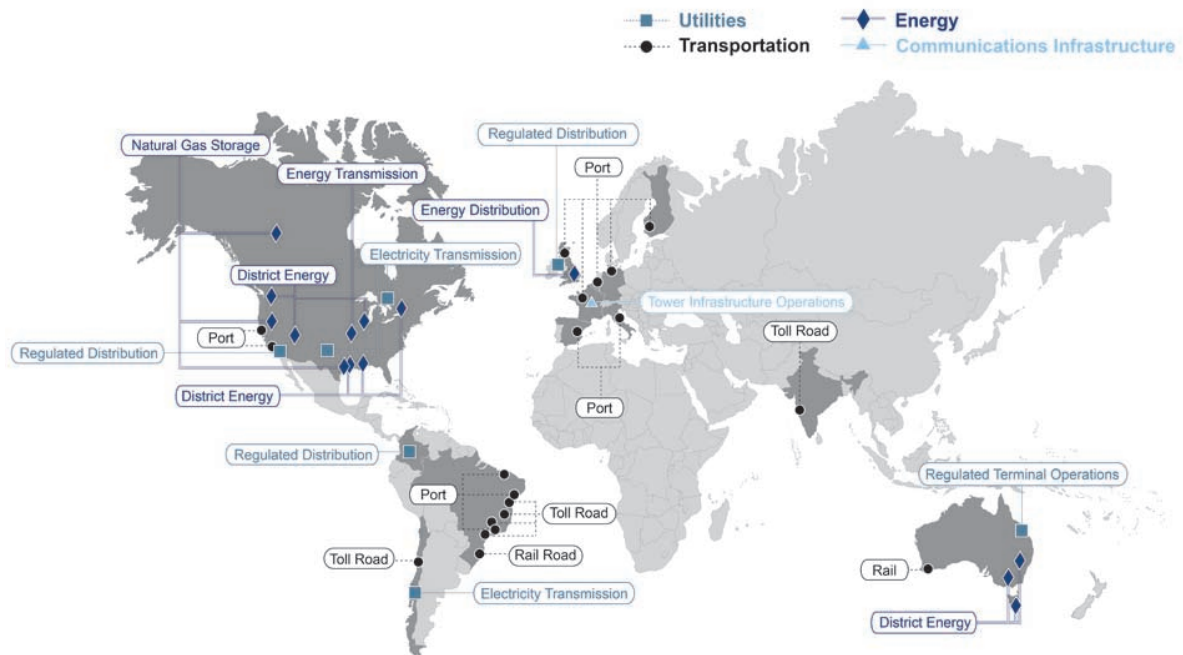 Utilities
Energy
Transportation
Communications Infrastructure
Regulated Distribution
Natural Gas Storage
Port
Energy Transmission
Energy Distribution
Electricity Transmission
District Energy
Tower Infrastructure Operations
Toll Road
Port
Regulated Distribution
District Energy
Port
Regulated Distribution
Regulated Terminal Operations
Port
Toll Road
Toll Road
Rail Road
Rail
Electricity Transmission
District Energy